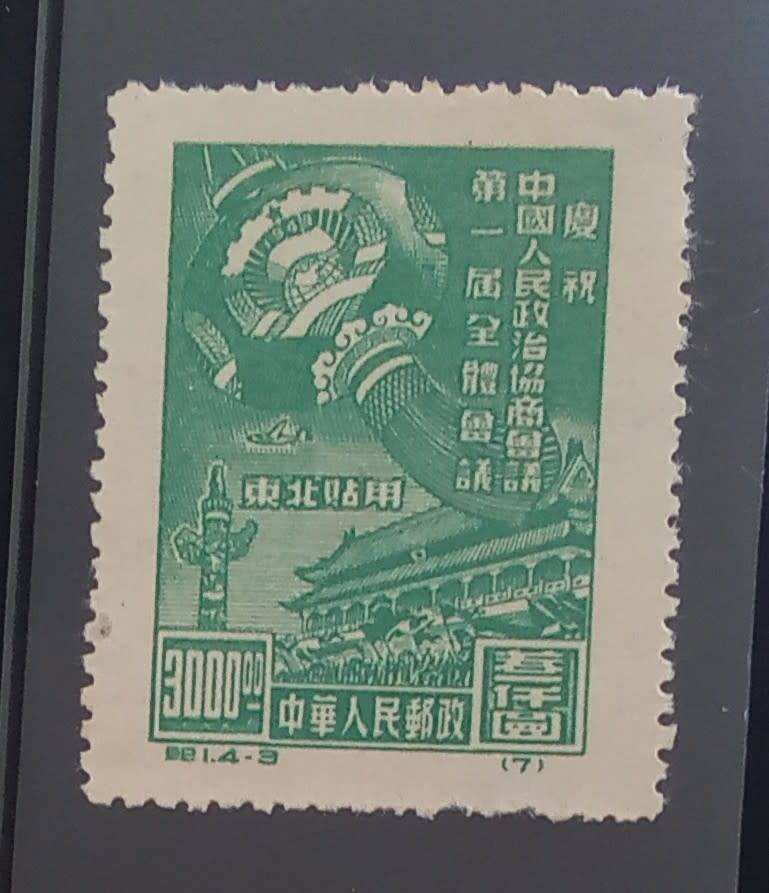 慶祝
中國人民政治協商會議
第一屆全體會議
東北貼用
3000.00
中華人民郵政
叁仟圓
紀1.4-3
(7)